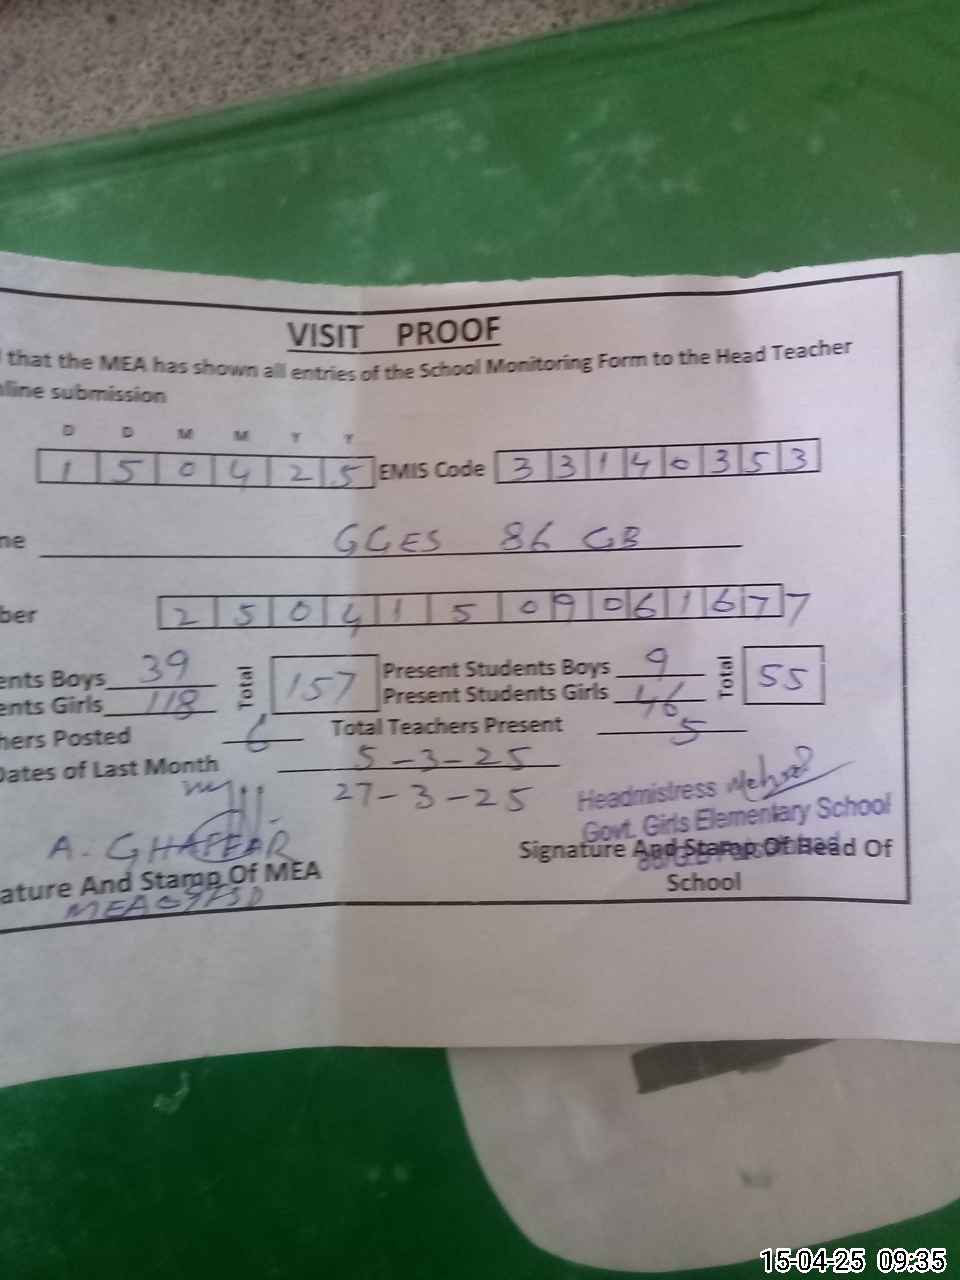 VISIT PROOF
that the MEA has shown all entries of the School Monitoring Form to the Head Teacher
line submission
D D M M Y Y
1 5 0 4 2 5 EMIS Code 3 3 1 4 0 3 5 3
ne GGES 86 GB
ber 2 5 0 4 1 5 0 9 0 6 1 6 7 7
ents Boys 39 Total 157 Present Students Boys 9 Total 55
ents Girls 118 Present Students Girls 46
hers Posted 6 Total Teachers Present 5
Dates of Last Month 5-3-25
27-3-25
Headmistress
Govt. Girls Elementary School
A. GHAFFAR
Signature And Stamp Of Head Of
School
ature And Stamp Of MEA
15-04-25 09:35